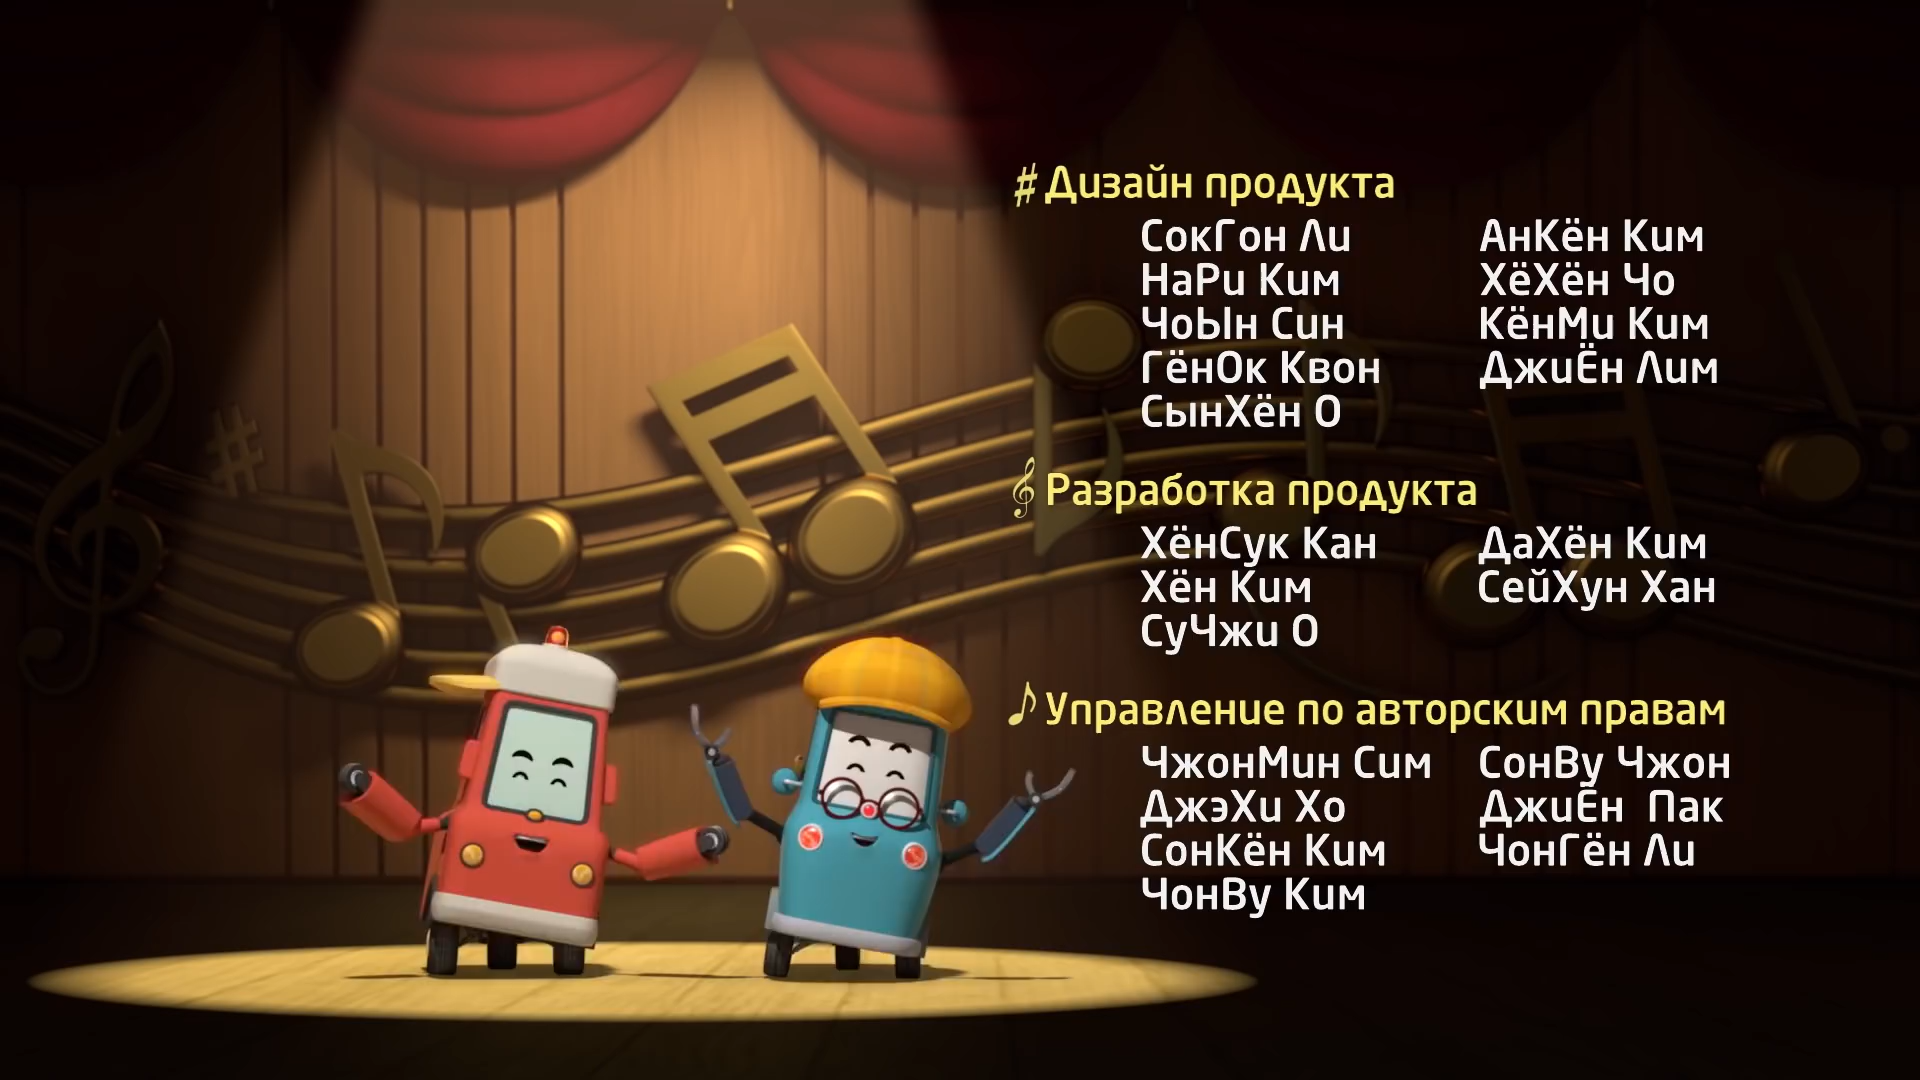 # Дизайн продукта
СокГон Ли АнКён Ким
НаРи Ким ХёХён Чо
ЧоЫн Син КёнМи Ким
ГёнОк Квон ДжиЁн Лим
СынХён О
Разработка продукта
ХёнСук Кан ДаХён Ким
Хён Ким СейХун Хан
СуЧжи О
Управление по авторским правам
ЧжонМин Сим СонВу Чжон
ДжэХи Хо ДжиЁн Пак
СонКён Ким ЧонГён Ли
ЧонВу Ким